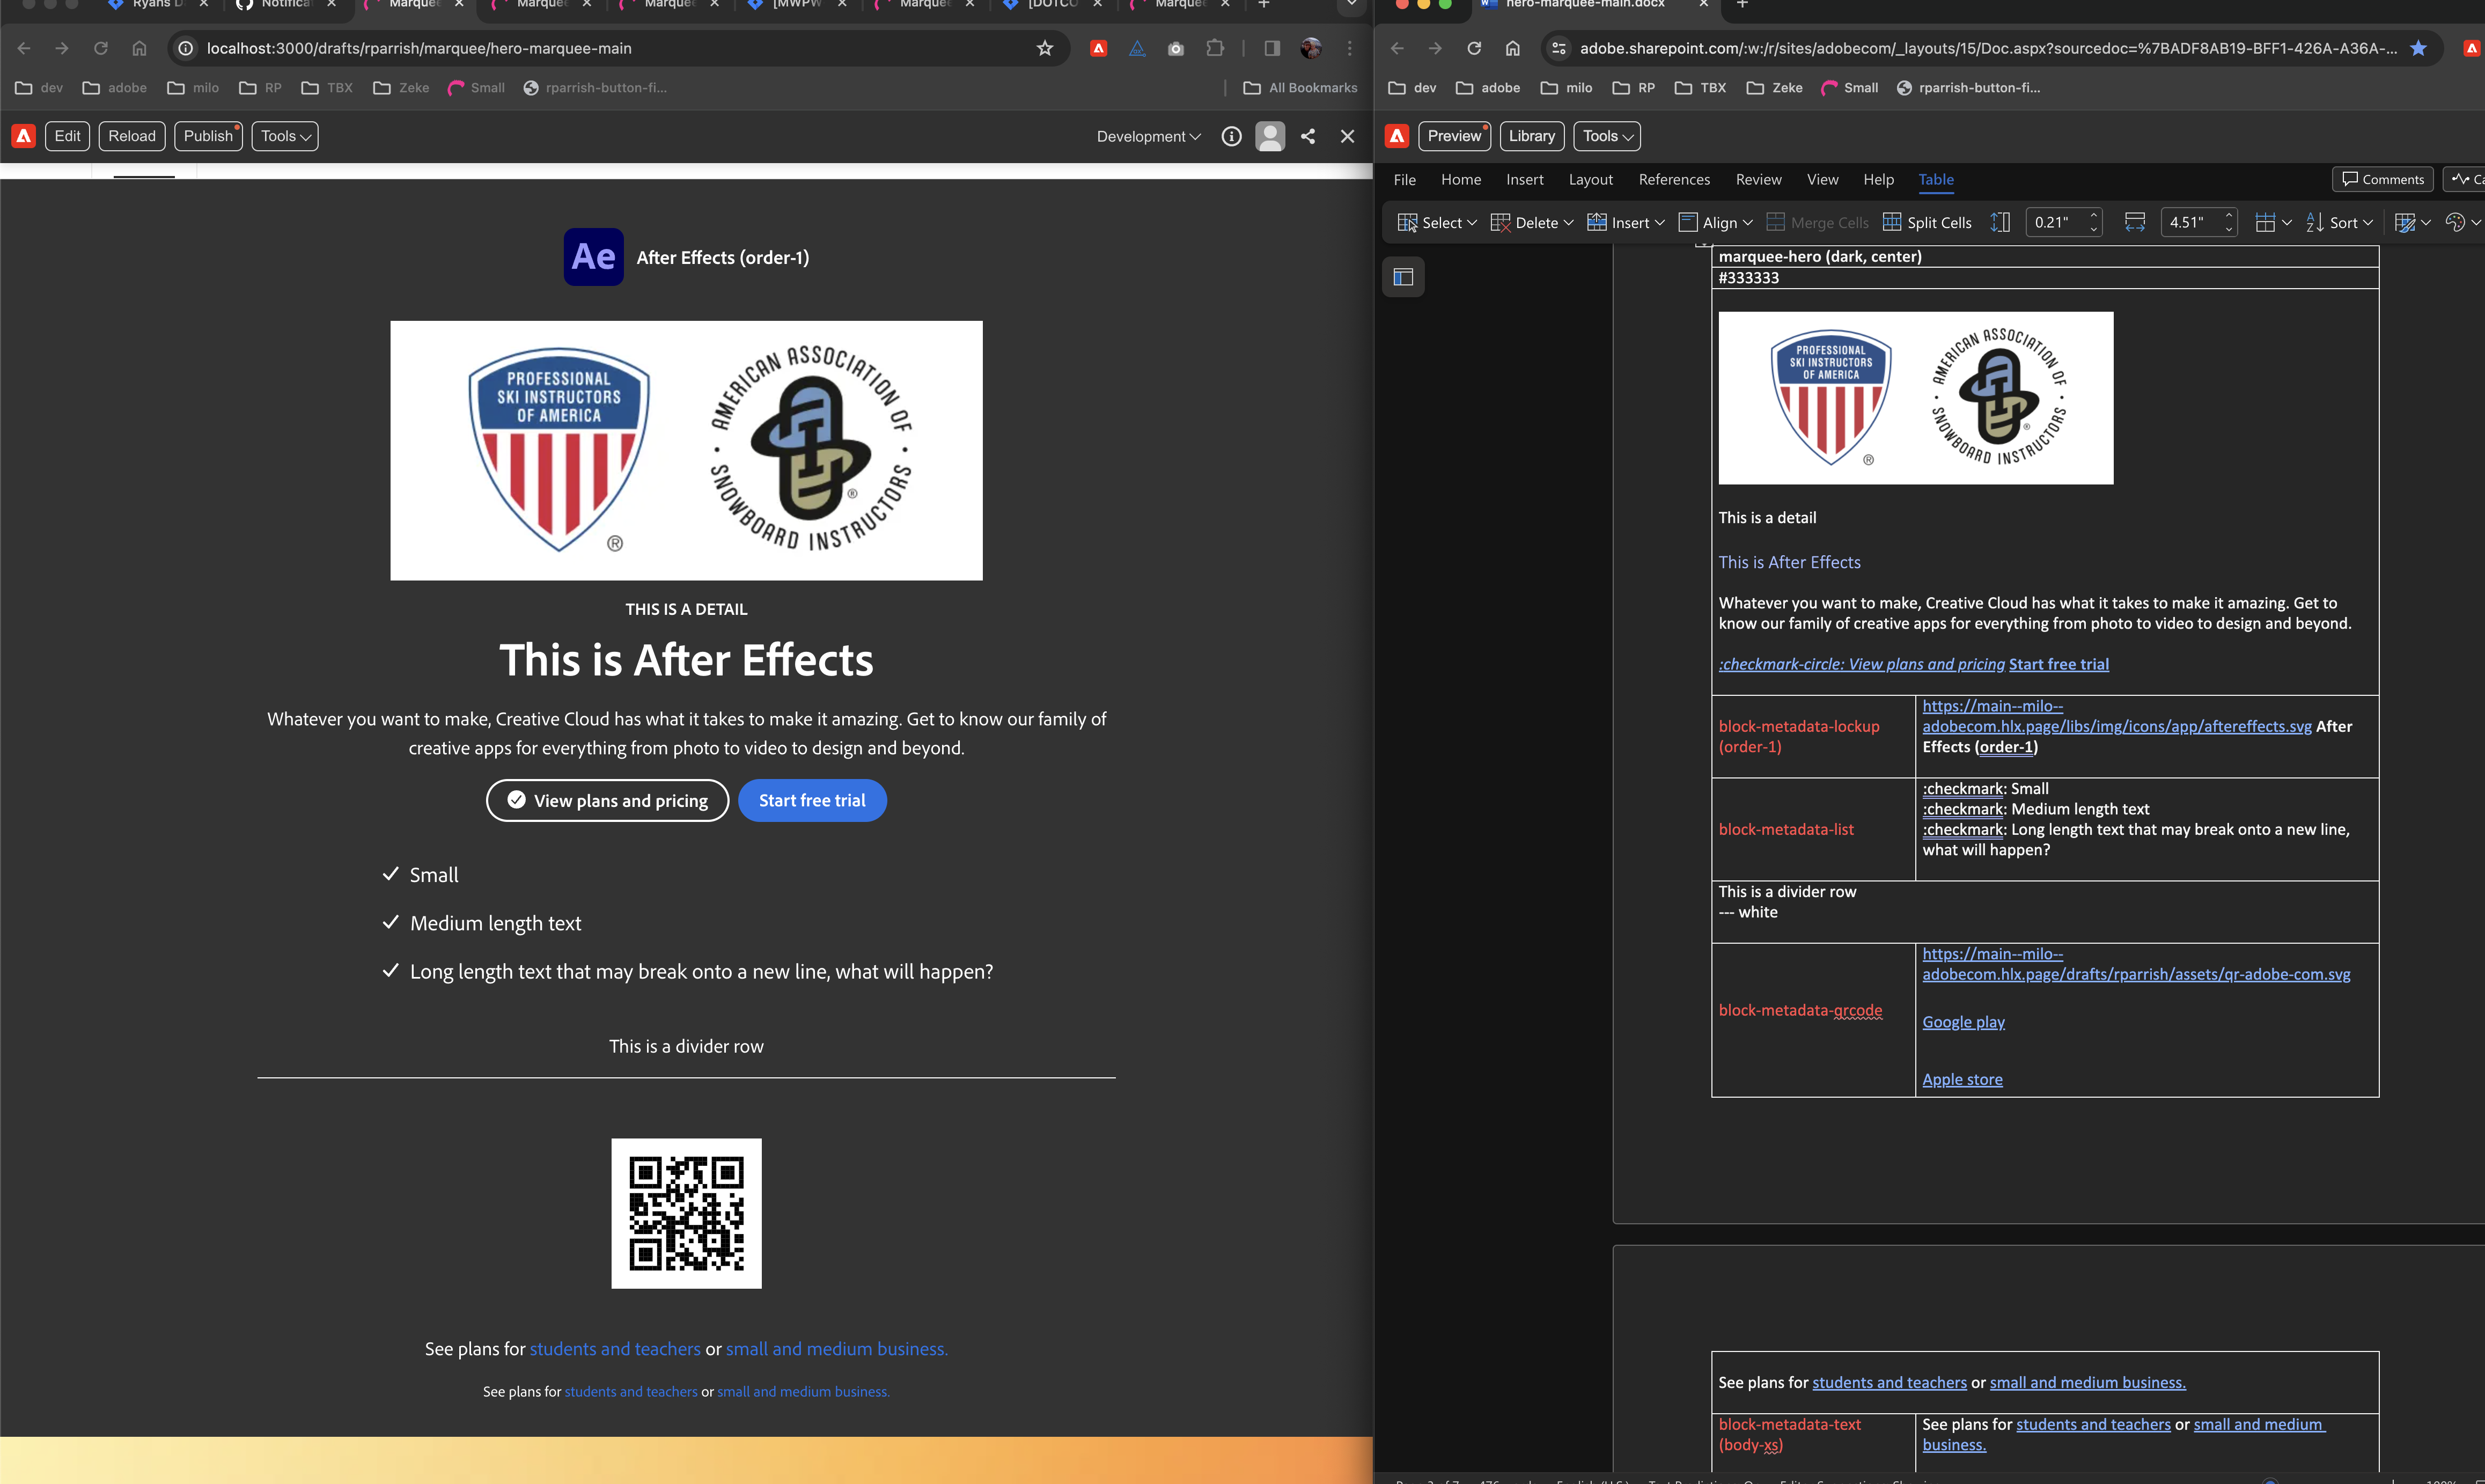 Ryans D
Notificat
Marquee
Marquee
Marquee
[MWPW
Marquee
[DOTCO
Marquee
localhost:3000/drafts/rparrish/marquee/hero-marquee-main
dev adobe milo RP TBX Zeke Small rparrish-button-fi... All Bookmarks
Edit Reload Publish Tools Development
Ae After Effects (order-1)
PROFESSIONAL
SKI INSTRUCTORS
OF AMERICA
®
AMERICAN ASSOCIATION OF
SNOWBOARD INSTRUCTORS
®
THIS IS A DETAIL
This is After Effects
Whatever you want to make, Creative Cloud has what it takes to make it amazing. Get to know our family of
creative apps for everything from photo to video to design and beyond.
View plans and pricing Start free trial
Small
Medium length text
Long length text that may break onto a new line, what will happen?
This is a divider row
See plans for students and teachers or small and medium business.
See plans for students and teachers or small and medium business.
hero-marquee-main.docx
adobe.sharepoint.com/:w:/r/sites/adobecom/_layouts/15/Doc.aspx?sourcedoc=%7BADF8AB19-BFF1-426A-A36A-...
dev adobe milo RP TBX Zeke Small rparrish-button-fi...
Preview Library Tools
File Home Insert Layout References Review View Help Table Comments
Select Delete Insert Align Merge Cells Split Cells 0.21" 4.51" Sort
marquee-hero (dark, center)
#333333
PROFESSIONAL
SKI INSTRUCTORS
OF AMERICA
®
AMERICAN ASSOCIATION OF
SNOWBOARD INSTRUCTORS
®
This is a detail
This is After Effects
Whatever you want to make, Creative Cloud has what it takes to make it amazing. Get to
know our family of creative apps for everything from photo to video to design and beyond.
:checkmark-circle: View plans and pricing Start free trial
block-metadata-lockup
(order-1)
https://main--milo--
adobecom.hlx.page/libs/img/icons/app/aftereffects.svg After
Effects (order-1)
block-metadata-list
:checkmark: Small
:checkmark: Medium length text
:checkmark: Long length text that may break onto a new line,
what will happen?
This is a divider row
--- white
block-metadata-qrcode
https://main--milo--
adobecom.hlx.page/drafts/rparrish/assets/qr-adobe-com.svg
Google play
Apple store
See plans for students and teachers or small and medium business.
block-metadata-text
(body-xs)
See plans for students and teachers or small and medium
business.